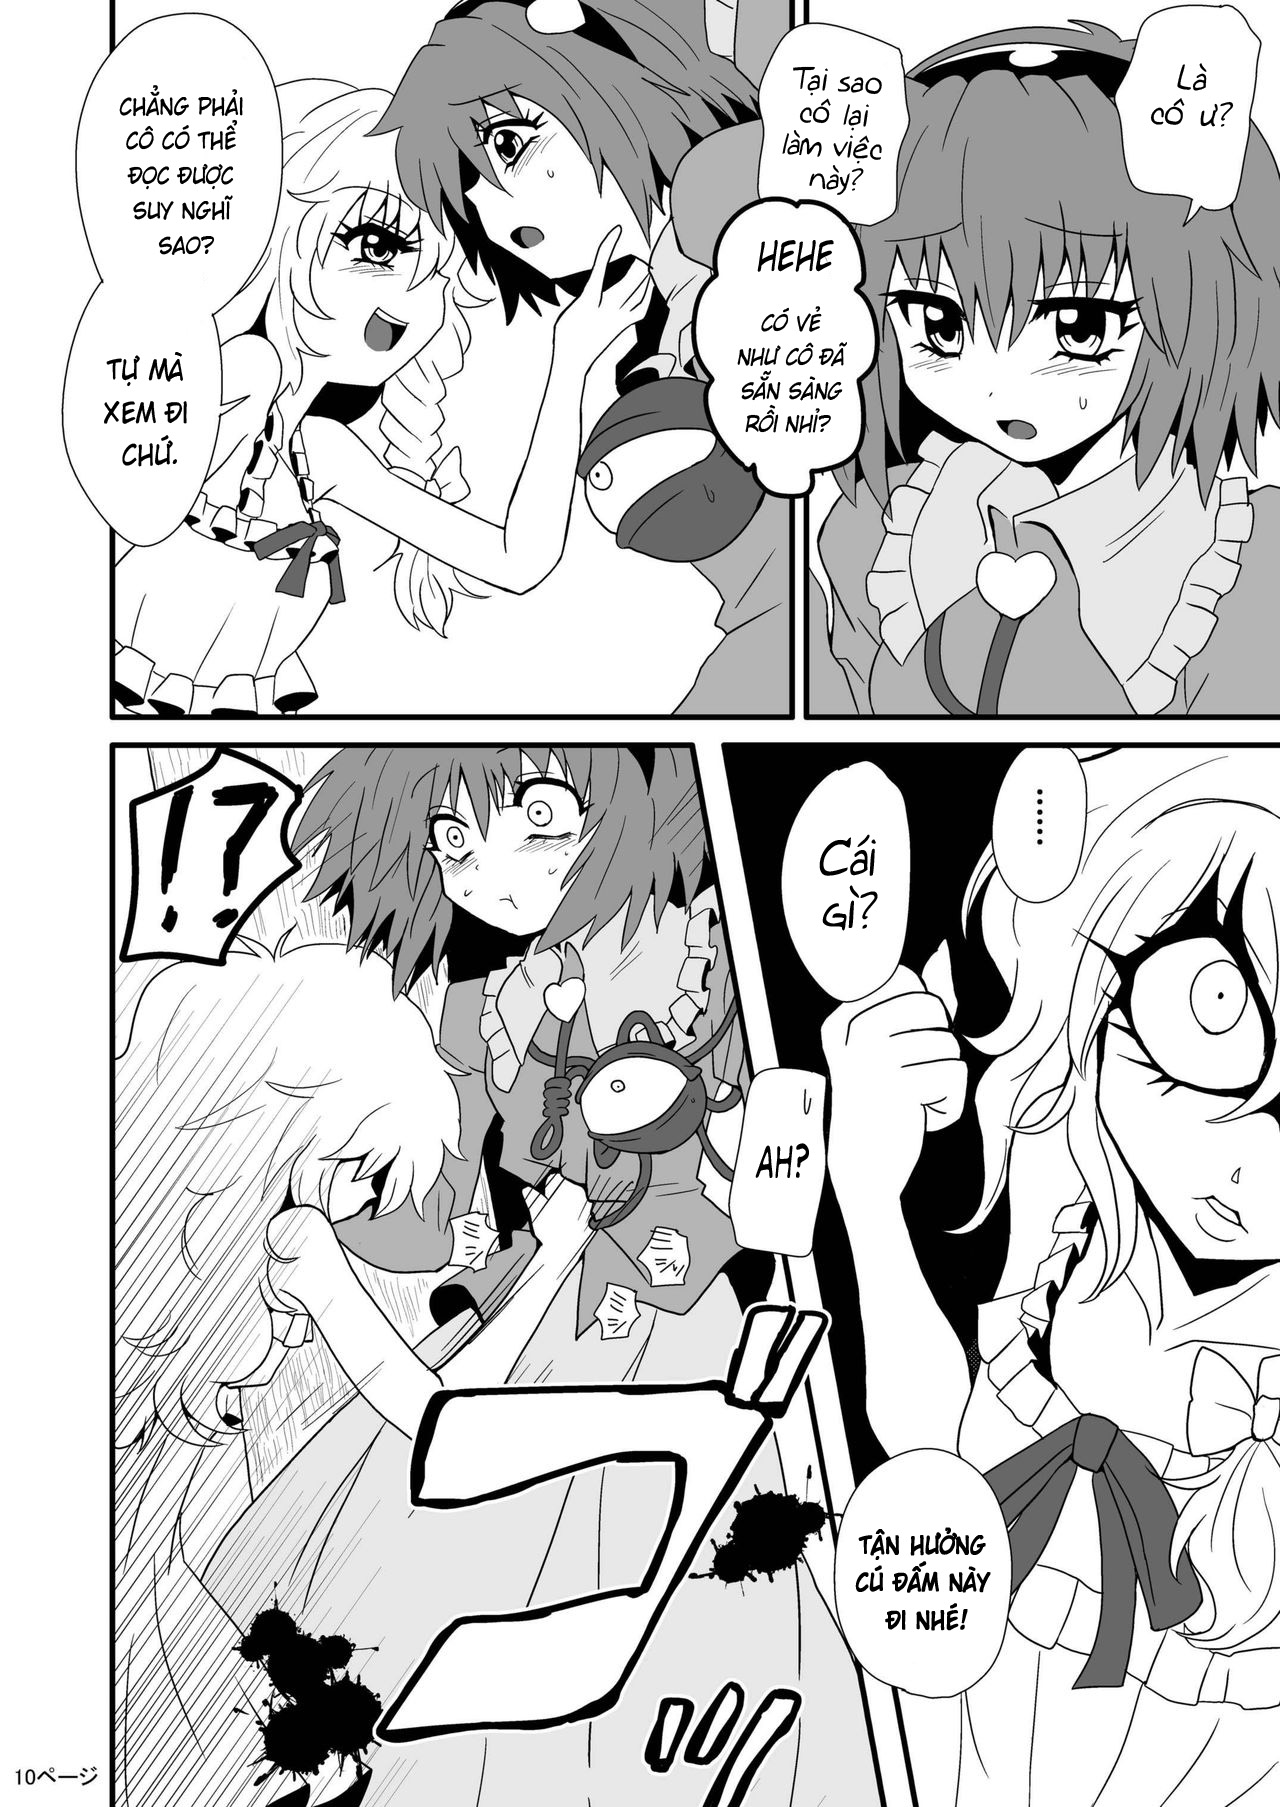 Là
cô ư?
Tại sao
cô lại
làm việc
này?
HEHE
CÓ VẺ
NHƯ CÔ ĐÃ
SẴN SÀNG
RỒI NHỈ?
CHẲNG PHẢI
CÔ CÓ THỂ
ĐỌC ĐƯỢC
SUY NGHĨ
SAO?
TỰ MÀ
XEM ĐI
CHỨ.
......
Cái
gì?
TẬN HƯỞNG
CÚ ĐẤM NÀY
ĐI NHÉ!
AH?
!?
10ページ